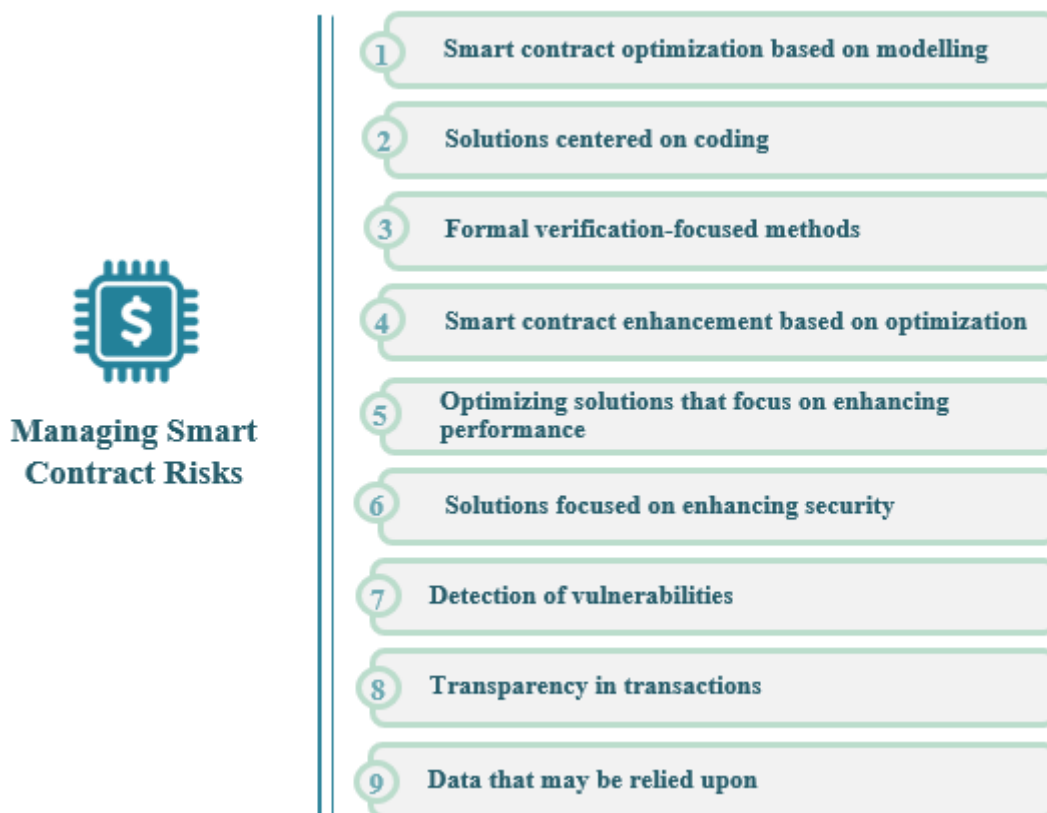 Managing Smart
Contract Risks
1
Smart contract optimization based on modelling
2
Solutions centered on coding
3
Formal verification-focused methods
4
Smart contract enhancement based on optimization
5
Optimizing solutions that focus on enhancing
performance
6
Solutions focused on enhancing security
7
Detection of vulnerabilities
8
Transparency in transactions
9
Data that may be relied upon